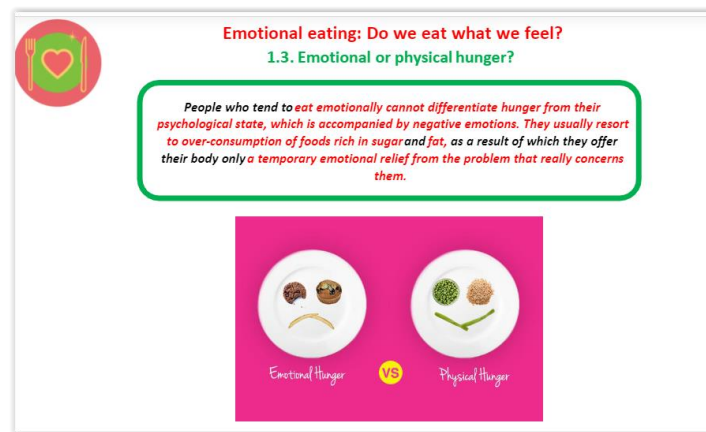 Emotional eating: Do we eat what we feel?
1.3. Emotional or physical hunger?
People who tend to eat emotionally cannot differentiate hunger from their
psychological state, which is accompanied by negative emotions. They usually resort
to over-consumption of foods rich in sugar and fat, as a result of which they offer
their body only a temporary emotional relief from the problem that really concerns
them.
Emotional Hunger
VS
Physical Hunger